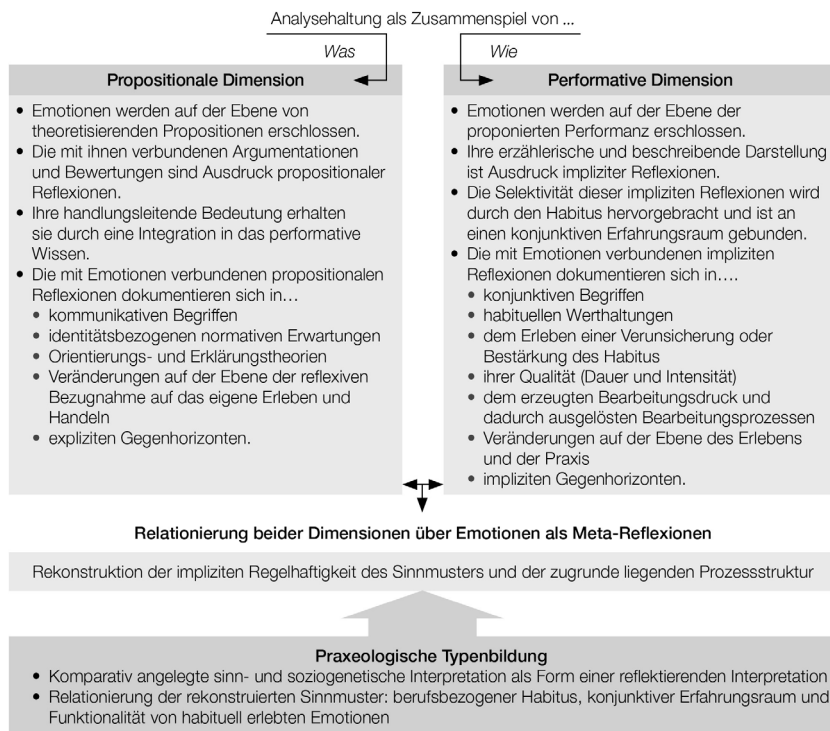 Analysehaltung als Zusammenspiel von ...
Was
Wie
Propositionale Dimension
• Emotionen werden auf der Ebene von
theoretisierenden Propositionen erschlossen.
• Die mit ihnen verbundenen Argumentationen
und Bewertungen sind Ausdruck propositionaler
Reflexionen.
• Ihre handlungsleitende Bedeutung erhalten
sie durch eine Integration in das performative
Wissen.
• Die mit Emotionen verbundenen propositionalen
Reflexionen dokumentieren sich in…
• kommunikativen Begriffen
• identitätsbezogenen normativen Erwartungen
• Orientierungs- und Erklärungstheorien
• Veränderungen auf der Ebene der reflexiven
Bezugnahme auf das eigene Erleben und
Handeln
• expliziten Gegenhorizonten.
Performative Dimension
• Emotionen werden auf der Ebene der
proponierten Performanz erschlossen.
• Ihre erzählerische und beschreibende Darstellung
ist Ausdruck impliziter Reflexionen.
• Die Selektivität dieser impliziten Reflexionen wird
durch den Habitus hervorgebracht und ist an
einen konjunktiven Erfahrungsraum gebunden.
• Die mit Emotionen verbundenen impliziten
Reflexionen dokumentieren sich in….
• konjunktiven Begriffen
• habituellen Werthaltungen
• dem Erleben einer Verunsicherung oder
Bestärkung des Habitus
• ihrer Qualität (Dauer und Intensität)
• dem erzeugten Bearbeitungsdruck und
dadurch ausgelösten Bearbeitungsprozessen
• Veränderungen auf der Ebene des Erlebens
und der Praxis
• impliziten Gegenhorizonten.
Relationierung beider Dimensionen über Emotionen als Meta-Reflexionen
Rekonstruktion der impliziten Regelhaftigkeit des Sinnmusters und der zugrunde liegenden Prozessstruktur
Praxeologische Typenbildung
• Komparativ angelegte sinn- und soziogenetische Interpretation als Form einer reflektierenden Interpretation
• Relationierung der rekonstruierten Sinnmuster: berufsbezogener Habitus, konjunktiver Erfahrungsraum und
Funktionalität von habituell erlebten Emotionen